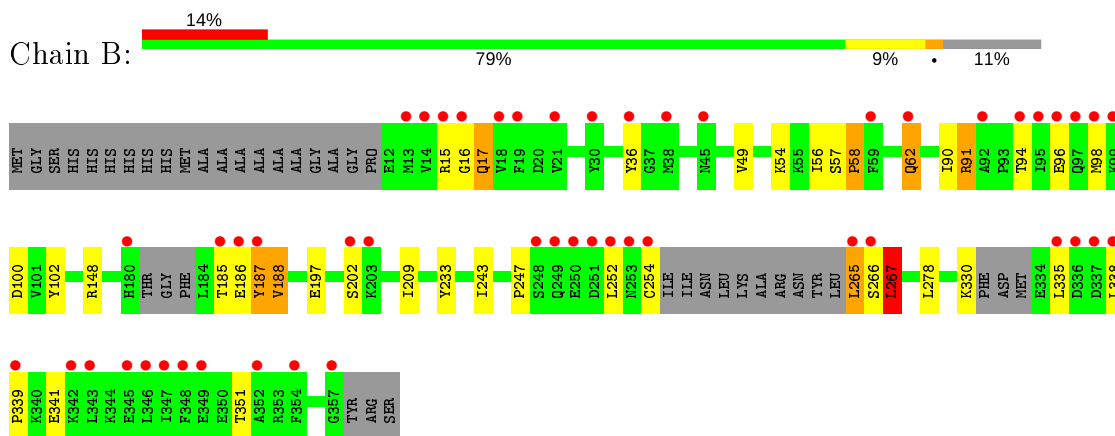 14%
Chain B:
79% 9% • 11%
MET GLY SER HIS HIS HIS HIS HIS HIS MET ALA ALA ALA ALA ALA ALA GLY ALA GLY PRO E12 M13 V14 R15 G16 Q17 V18 F19 D20 V21 Y30 Y36 G37 M38 N45 V49 K54 K55 I56 S57 P58 F59 Q62 I90 R91 A92 P93 T94 I95 E96 Q97 M98 K99
D100 V101 Y102 R148 H180 THR GLY PHE L184 T185 E186 Y187 V188 E197 S202 K203 I209 Y233 I243 P247 S248 Q249 E250 D251 L252 N253 C254 ILE ILE ASN LEU LYS ALA ARG ASN TYR LEU L265 S266 L267 L278 K330 PHE ASP MET E334 L335 D336 D337 L338
P339 K340 E341 K342 L343 K344 E345 L346 I347 F348 E349 E350 T351 A352 R353 F354 G357 TYR ARG SER